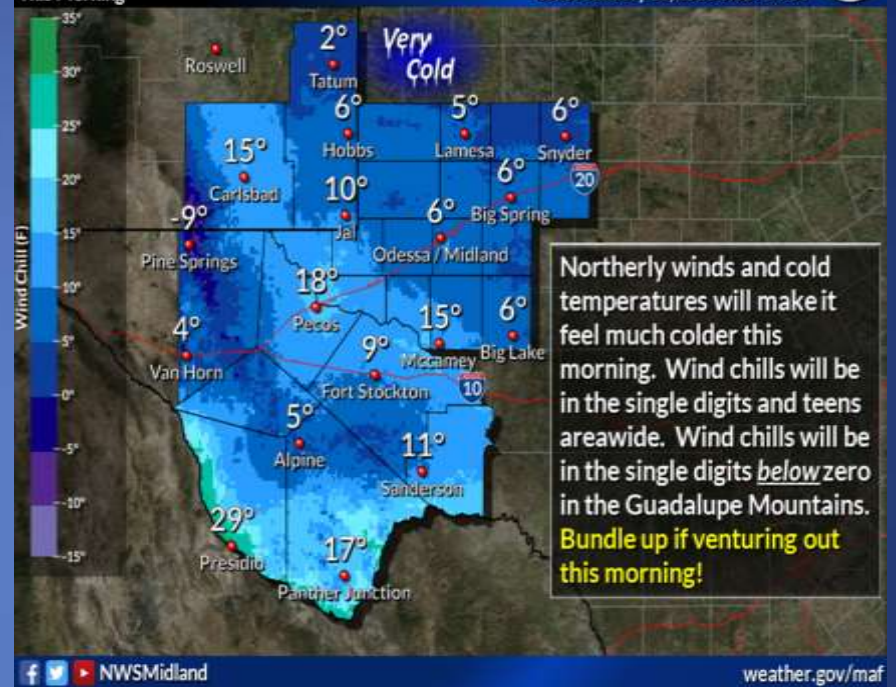 35°
30°
25°
20°
15°
10°
5°
0°
-5°
-10°
-15°
Wind Chill (F)
Very
Cold
Roswell
2°
Tatum
6°
Hobbs
5°
Lamesa
6°
Snyder
15°
Carlsbad
10°
Jal
6°
Big Spring
20
-9°
Pine Springs
6°
Odessa / Midland
18°
Pecos
15°
Mccamey
6°
Big Lake
4°
Van Horn
9°
Fort Stockton
10
5°
Alpine
11°
Sanderson
29°
Presidio
17°
Panther Junction
Northerly winds and cold
temperatures will make it
feel much colder this
morning. Wind chills will be
in the single digits and teens
areawide. Wind chills will be
in the single digits below zero
in the Guadalupe Mountains.
Bundle up if venturing out
this morning!
NWSMidland
weather.gov/maf